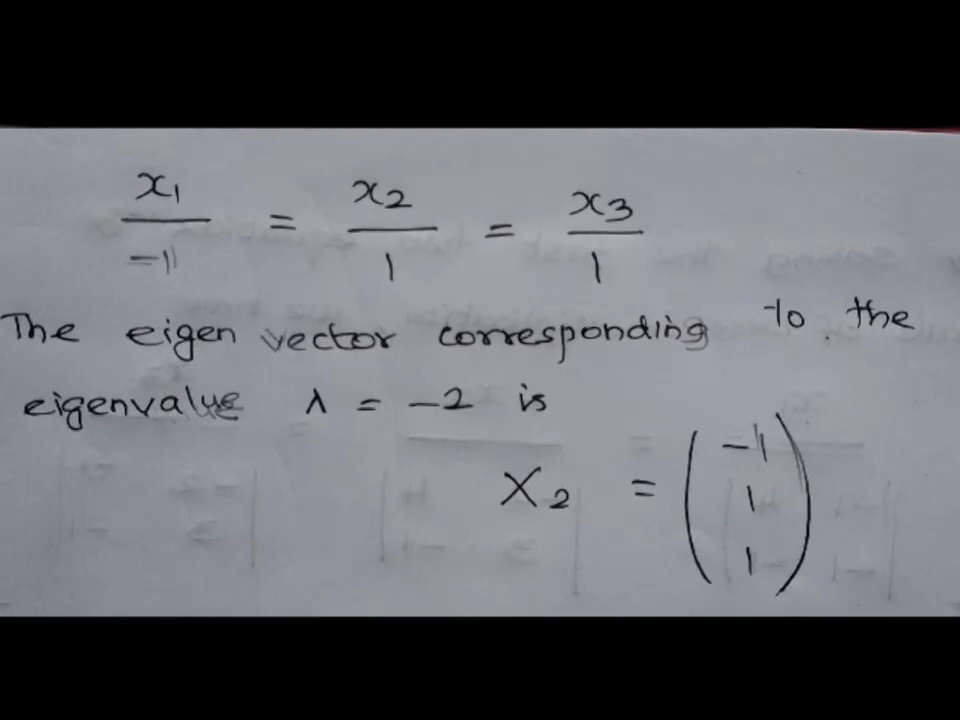 x₁/-1 = x₂/1 = x₃/1
The eigen vector corresponding to the
eigenvalue λ = -2 is
X₂ = (-1
1
1)